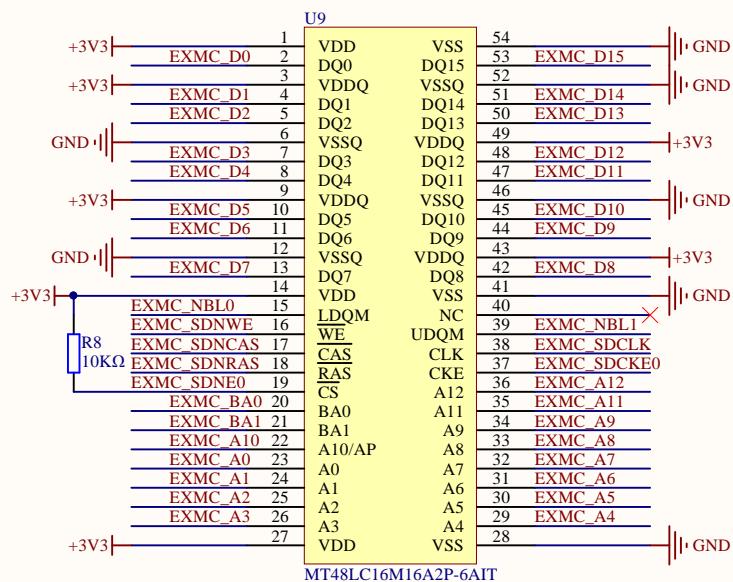 U9
+3V3 1 VDD VSS 54 GND
EXMC_D0 2 DQ0 DQ15 53 EXMC_D15
+3V3 3 VDDQ VSSQ 52 GND
EXMC_D1 4 DQ1 DQ14 51 EXMC_D14
EXMC_D2 5 DQ2 DQ13 50 EXMC_D13
GND 6 VSSQ VDDQ 49 +3V3
EXMC_D3 7 DQ3 DQ12 48 EXMC_D12
EXMC_D4 8 DQ4 DQ11 47 EXMC_D11
+3V3 9 VDDQ VSSQ 46 GND
EXMC_D5 10 DQ5 DQ10 45 EXMC_D10
EXMC_D6 11 DQ6 DQ9 44 EXMC_D9
GND 12 VSSQ VDDQ 43 +3V3
EXMC_D7 13 DQ7 DQ8 42 EXMC_D8
+3V3 14 VDD VSS 41 GND
EXMC_NBL0 15 LDQM NC 40
EXMC_SDNWE 16 WE UDQM 39 EXMC_NBL1
R8 EXMC_SDNCAS 17 CAS CLK 38 EXMC_SDCLK
10KΩ EXMC_SDNRAS 18 RAS CKE 37 EXMC_SDCKE0
EXMC_SDNE0 19 CS A12 36 EXMC_A12
EXMC_BA0 20 BA0 A11 35 EXMC_A11
EXMC_BA1 21 BA1 A9 34 EXMC_A9
EXMC_A10 22 A10/AP A8 33 EXMC_A8
EXMC_A0 23 A0 A7 32 EXMC_A7
EXMC_A1 24 A1 A6 31 EXMC_A6
EXMC_A2 25 A2 A5 30 EXMC_A5
EXMC_A3 26 A3 A4 29 EXMC_A4
+3V3 27 VDD VSS 28 GND
MT48LC16M16A2P-6AIT